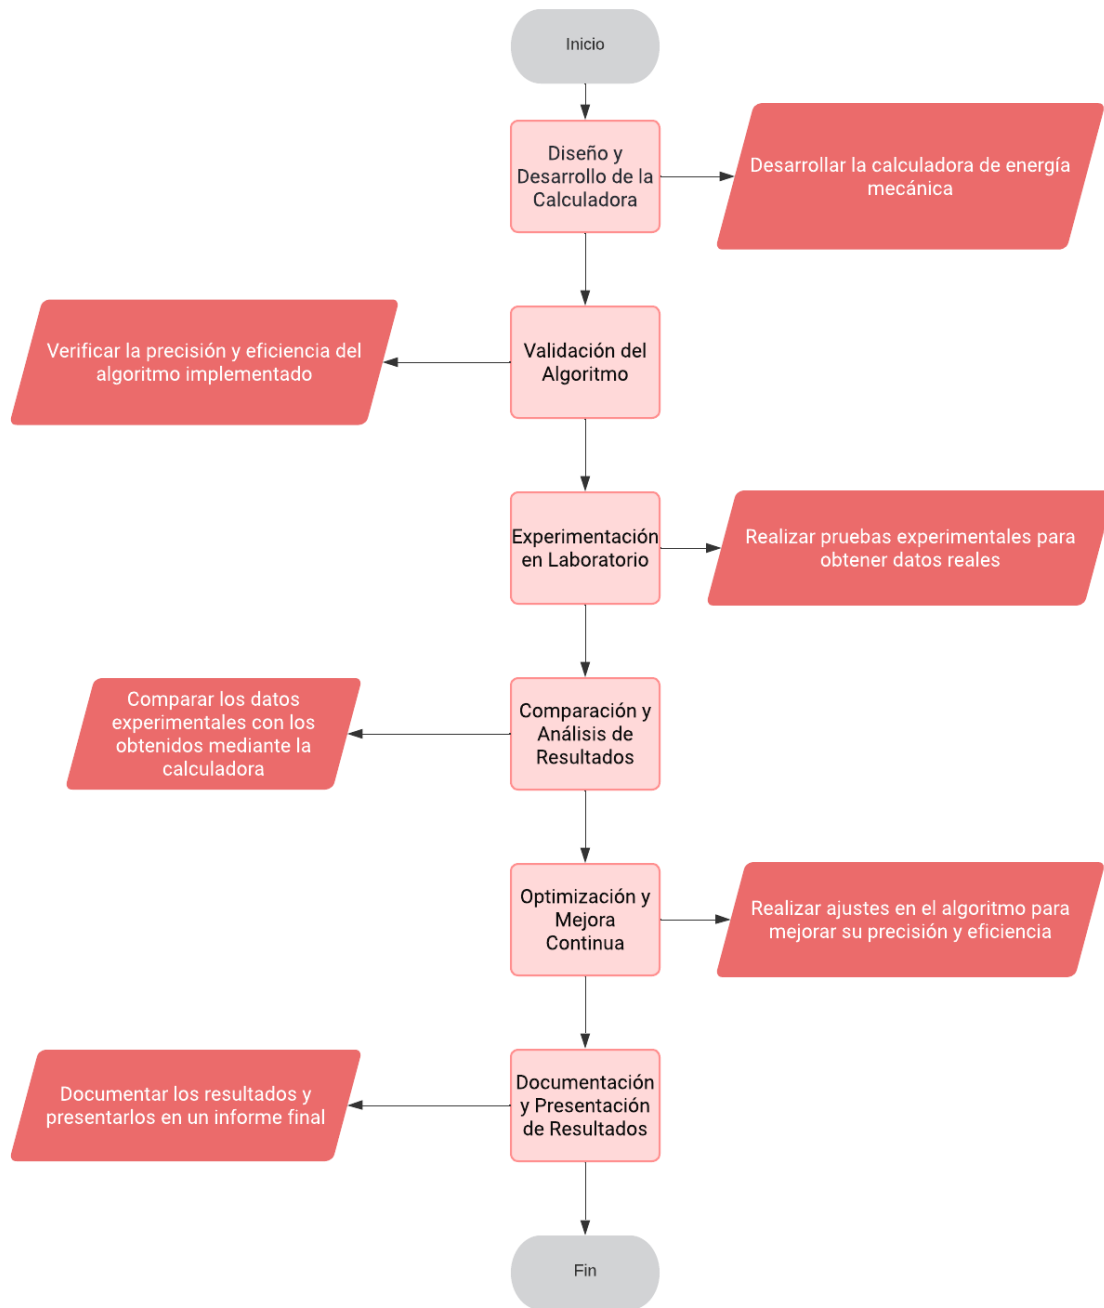 Inicio
Diseño y
Desarrollo de la
Calculadora
Desarrollar la calculadora de energía
mecánica
Validación del
Algoritmo
Verificar la precisión y eficiencia del
algoritmo implementado
Experimentación
en Laboratorio
Realizar pruebas experimentales para
obtener datos reales
Comparación y
Análisis de
Resultados
Comparar los datos
experimentales con los
obtenidos mediante la
calculadora
Optimización y
Mejora
Continua
Realizar ajustes en el algoritmo para
mejorar su precisión y eficiencia
Documentación
y Presentación
de Resultados
Documentar los resultados y
presentarlos en un informe final
Fin